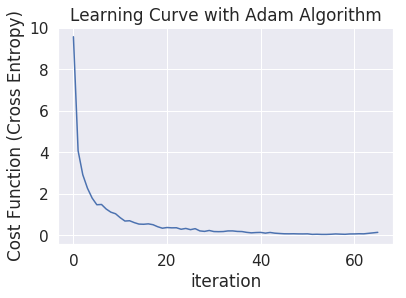 Learning Curve with Adam Algorithm
Cost Function (Cross Entropy)
10
8
6
4
2
0
0 20 40 60
iteration